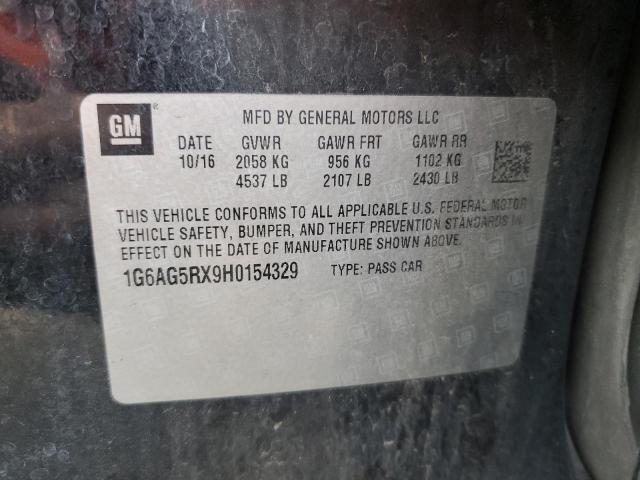 GM
MFD BY GENERAL MOTORS LLC
DATE GVWR GAWR FRT GAWR RR
10/16 2058 KG 956 KG 1102 KG
4537 LB 2107 LB 2430 LB
THIS VEHICLE CONFORMS TO ALL APPLICABLE U.S. FEDERAL MOTOR
VEHICLE SAFETY, BUMPER, AND THEFT PREVENTION STANDARDS IN
EFFECT ON THE DATE OF MANUFACTURE SHOWN ABOVE.
1G6AG5RX9H0154329 TYPE: PASS CAR